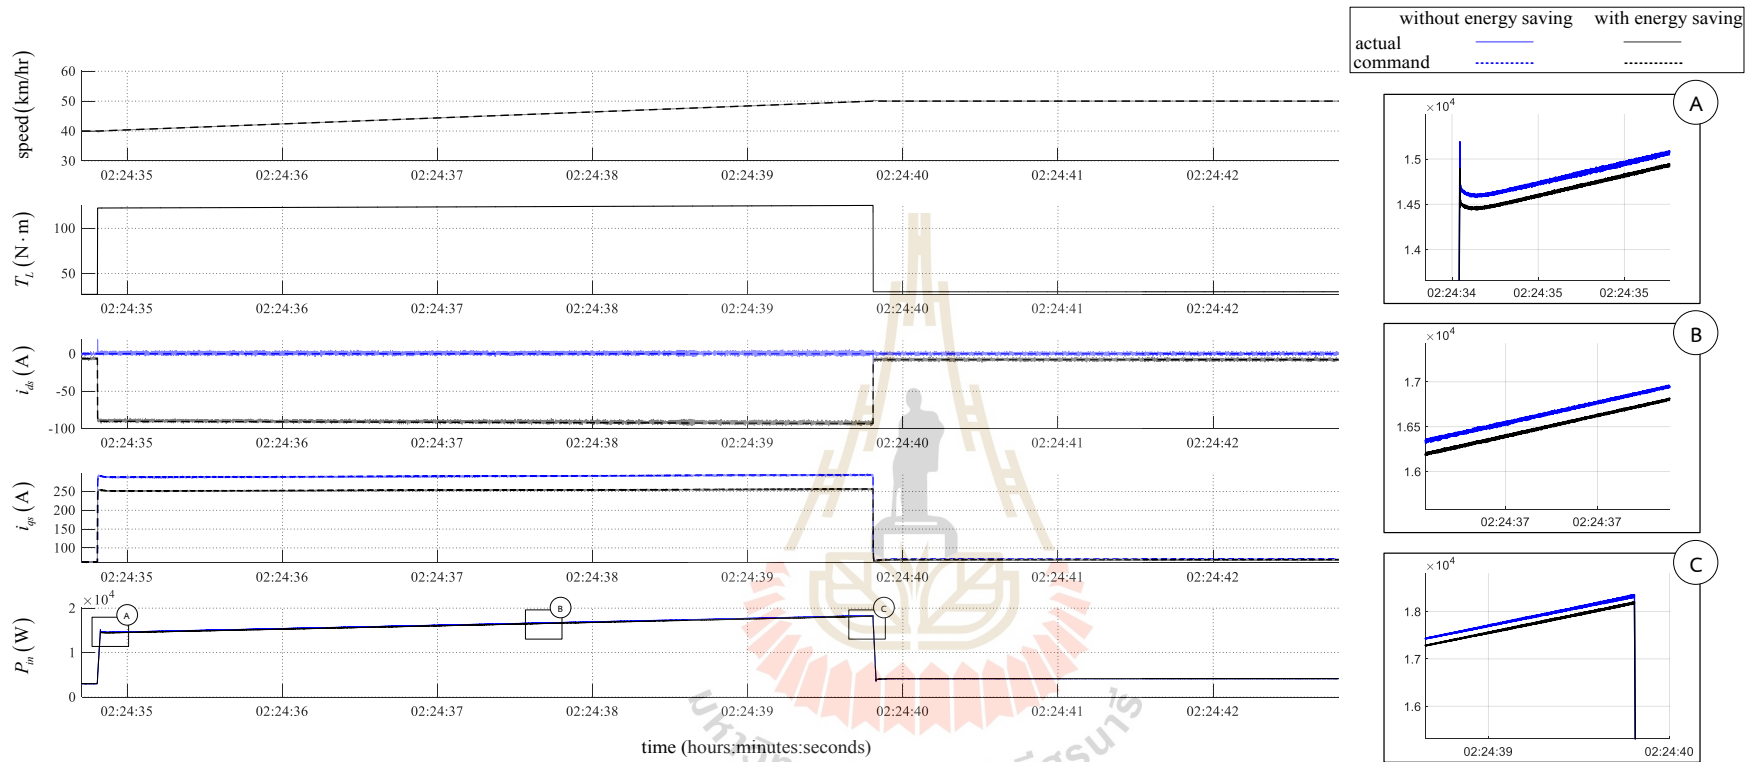 without energy saving with energy saving
actual
command
speed(km/hr)
60
50
40
30
02:24:35 02:24:36 02:24:37 02:24:38 02:24:39 02:24:40 02:24:41 02:24:42
T_L (N·m)
100
50
02:24:35 02:24:36 02:24:37 02:24:38 02:24:39 02:24:40 02:24:41 02:24:42
i_ds (A)
0
-50
-100
02:24:35 02:24:36 02:24:37 02:24:38 02:24:39 02:24:40 02:24:41 02:24:42
i_qs (A)
250
200
150
100
02:24:35 02:24:36 02:24:37 02:24:38 02:24:39 02:24:40 02:24:41 02:24:42
P_in (W)
×10^4
2
1
0
A B C
02:24:35 02:24:36 02:24:37 02:24:38 02:24:39 02:24:40 02:24:41 02:24:42
time (hours:minutes:seconds)
A
×10^4
1.5
1.45
1.4
02:24:34 02:24:35 02:24:35
B
×10^4
1.7
1.65
1.6
02:24:37 02:24:37
C
×10^4
1.8
1.7
1.6
02:24:39 02:24:40